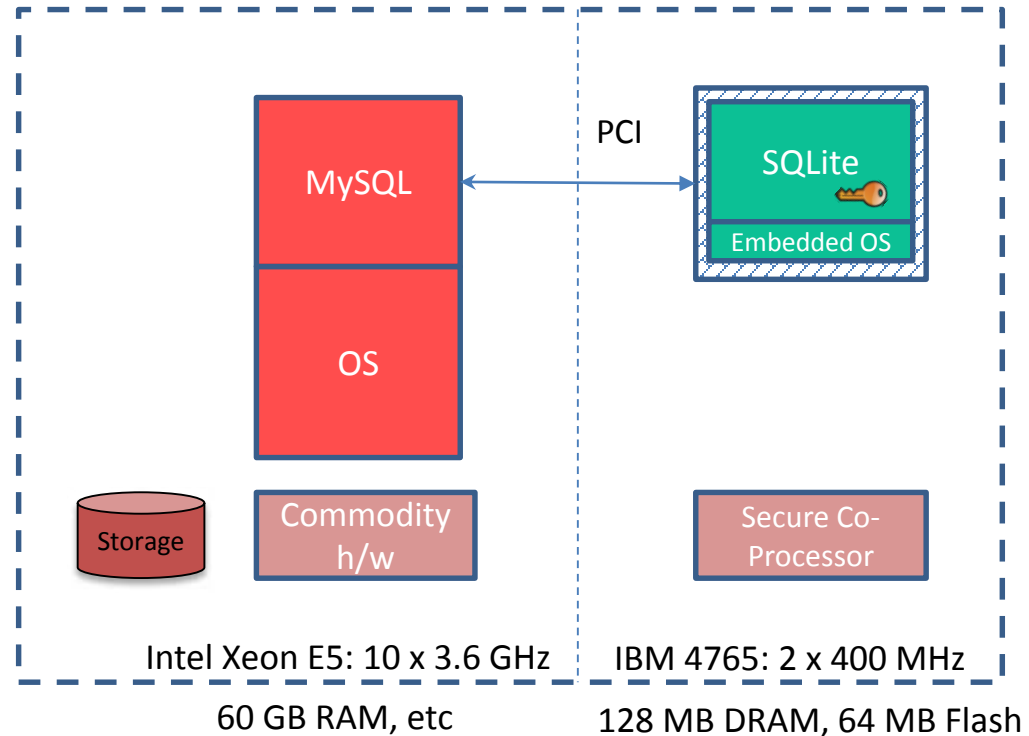 PCI
MySQL
SQLite
Embedded OS
OS
Storage
Commodity
h/w
Secure Co-
Processor
Intel Xeon E5: 10 x 3.6 GHz
IBM 4765: 2 x 400 MHz
60 GB RAM, etc
128 MB DRAM, 64 MB Flash